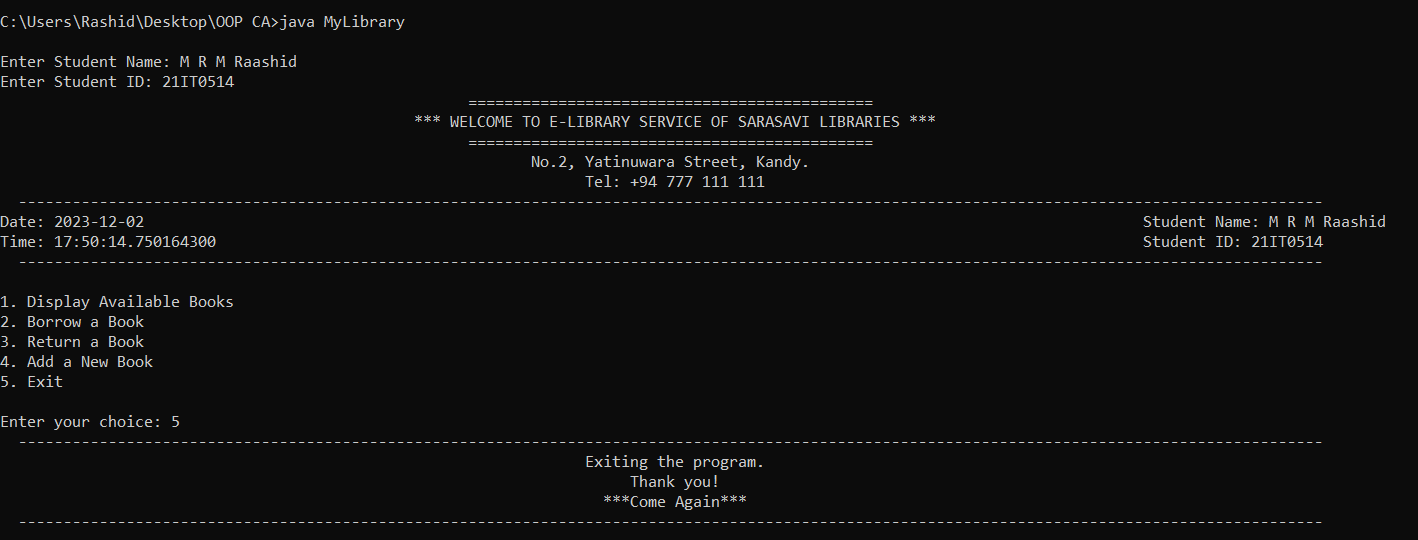 C:\Users\Rashid\Desktop\OOP CA>java MyLibrary
Enter Student Name: M R M Raashid
Enter Student ID: 21IT0514
=============================================
*** WELCOME TO E-LIBRARY SERVICE OF SARASAVI LIBRARIES ***
=============================================
No.2, Yatinuwara Street, Kandy.
Tel: +94 777 111 111
-------------------------------------------------------------------------------------------------------------------------------------------------
Date: 2023-12-02 Student Name: M R M Raashid
Time: 17:50:14.750164300 Student ID: 21IT0514
-------------------------------------------------------------------------------------------------------------------------------------------------
1. Display Available Books
2. Borrow a Book
3. Return a Book
4. Add a New Book
5. Exit
Enter your choice: 5
-------------------------------------------------------------------------------------------------------------------------------------------------
Exiting the program.
Thank you!
***Come Again***
-------------------------------------------------------------------------------------------------------------------------------------------------